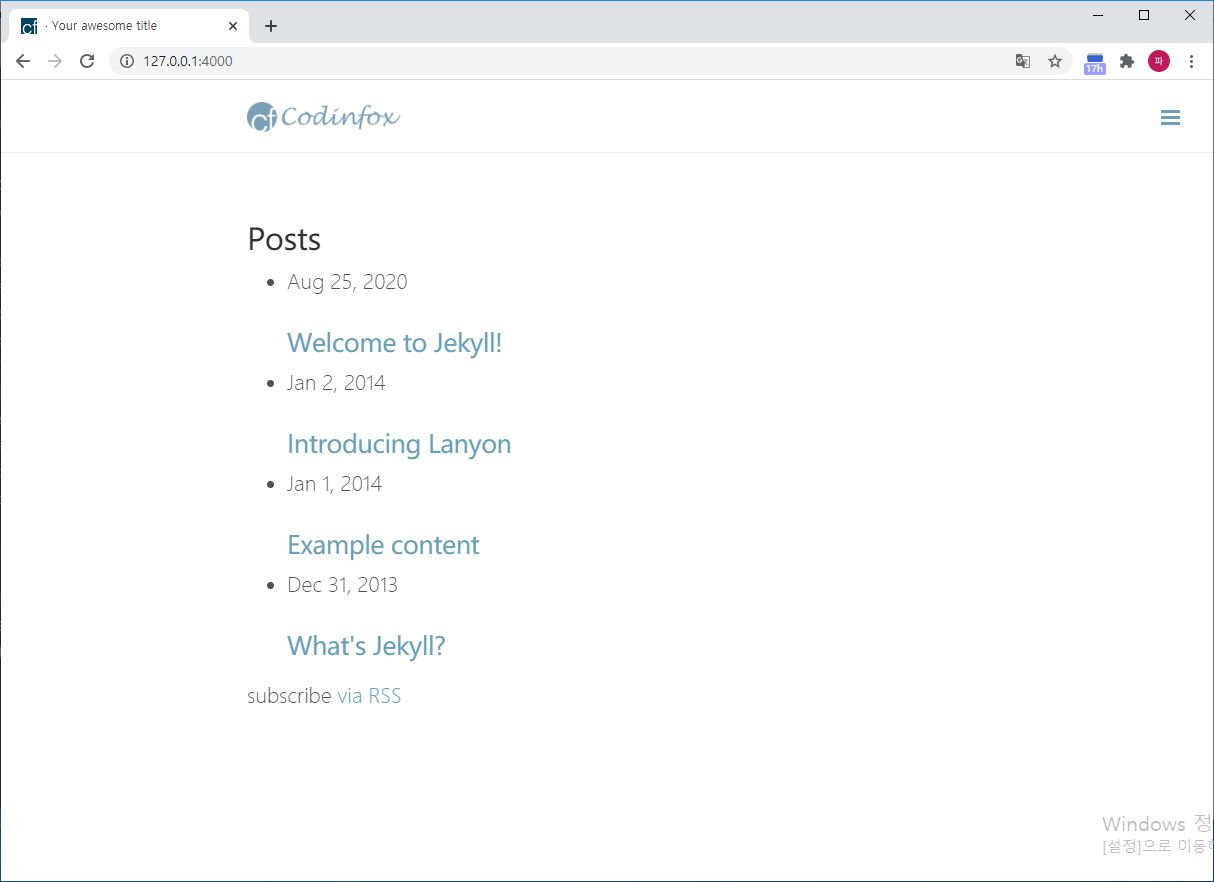 cf · Your awesome title
127.0.0.1:4000
17h
파
cf Codinfox
Posts
• Aug 25, 2020
Welcome to Jekyll!
• Jan 2, 2014
Introducing Lanyon
• Jan 1, 2014
Example content
• Dec 31, 2013
What's Jekyll?
subscribe via RSS
Windows 정
[설정]으로 이동